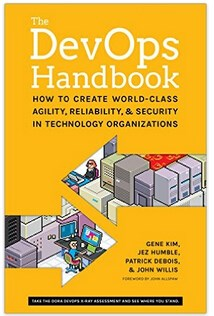 The
DevOps
Handbook
HOW TO CREATE WORLD-CLASS
AGILITY, RELIABILITY, & SECURITY
IN TECHNOLOGY ORGANIZATIONS
GENE KIM,
JEZ HUMBLE,
PATRICK DEBOIS,
& JOHN WILLIS
FOREWORD BY JOHN ALLSPAW
TAKE THE DORA DEVOPS X-RAY ASSESSMENT AND SEE WHERE YOU STAND.